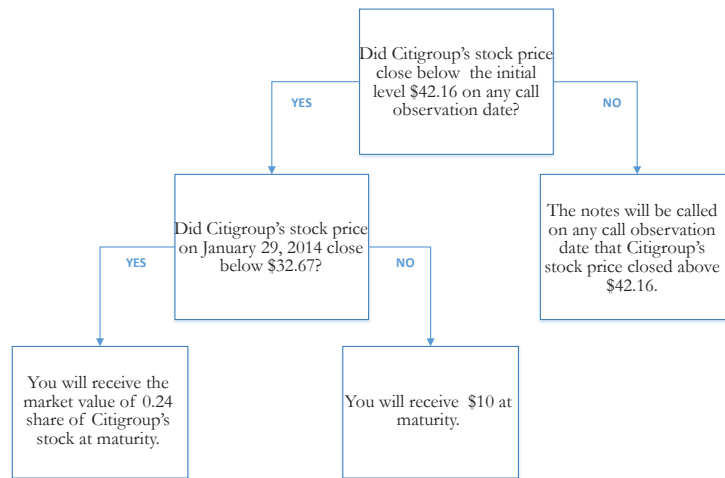 Did Citigroup's stock price
close below the initial
level $42.16 on any call
observation date?
YES
NO
Did Citigroup's stock price
on January 29, 2014 close
below $32.67?
The notes will be called
on any call observation
date that Citigroup's
stock price closed above
$42.16.
YES
NO
You will receive the
market value of 0.24
share of Citigroup's
stock at maturity.
You will receive $10 at
maturity.